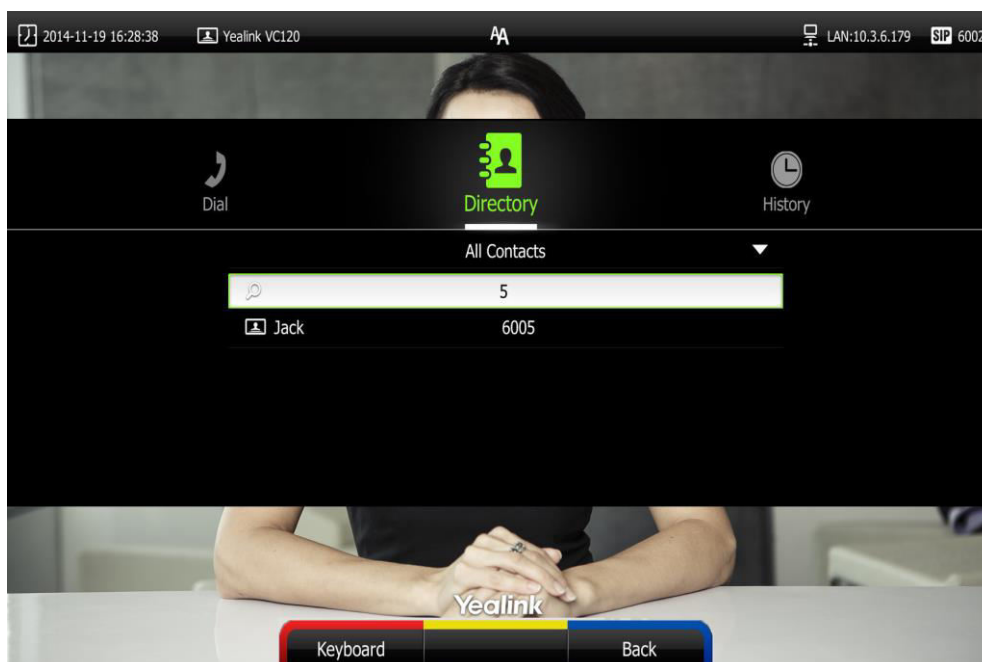 2014-11-19 16:28:38 Yealink VC120 AA LAN:10.3.6.179 SIP 6002
Dial Directory History
All Contacts
5
Jack 6005
Yealink
Keyboard Back